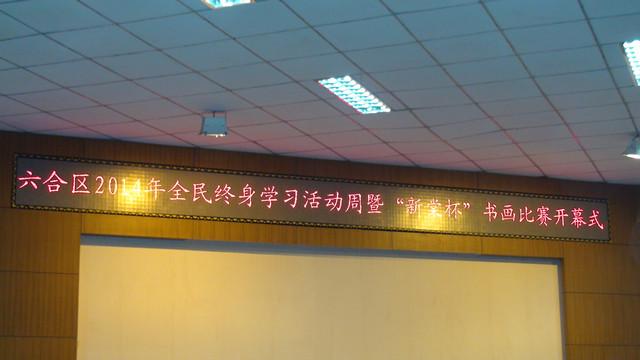 六合区2014年全民终身学习活动周暨“新华杯”书画比赛开幕式